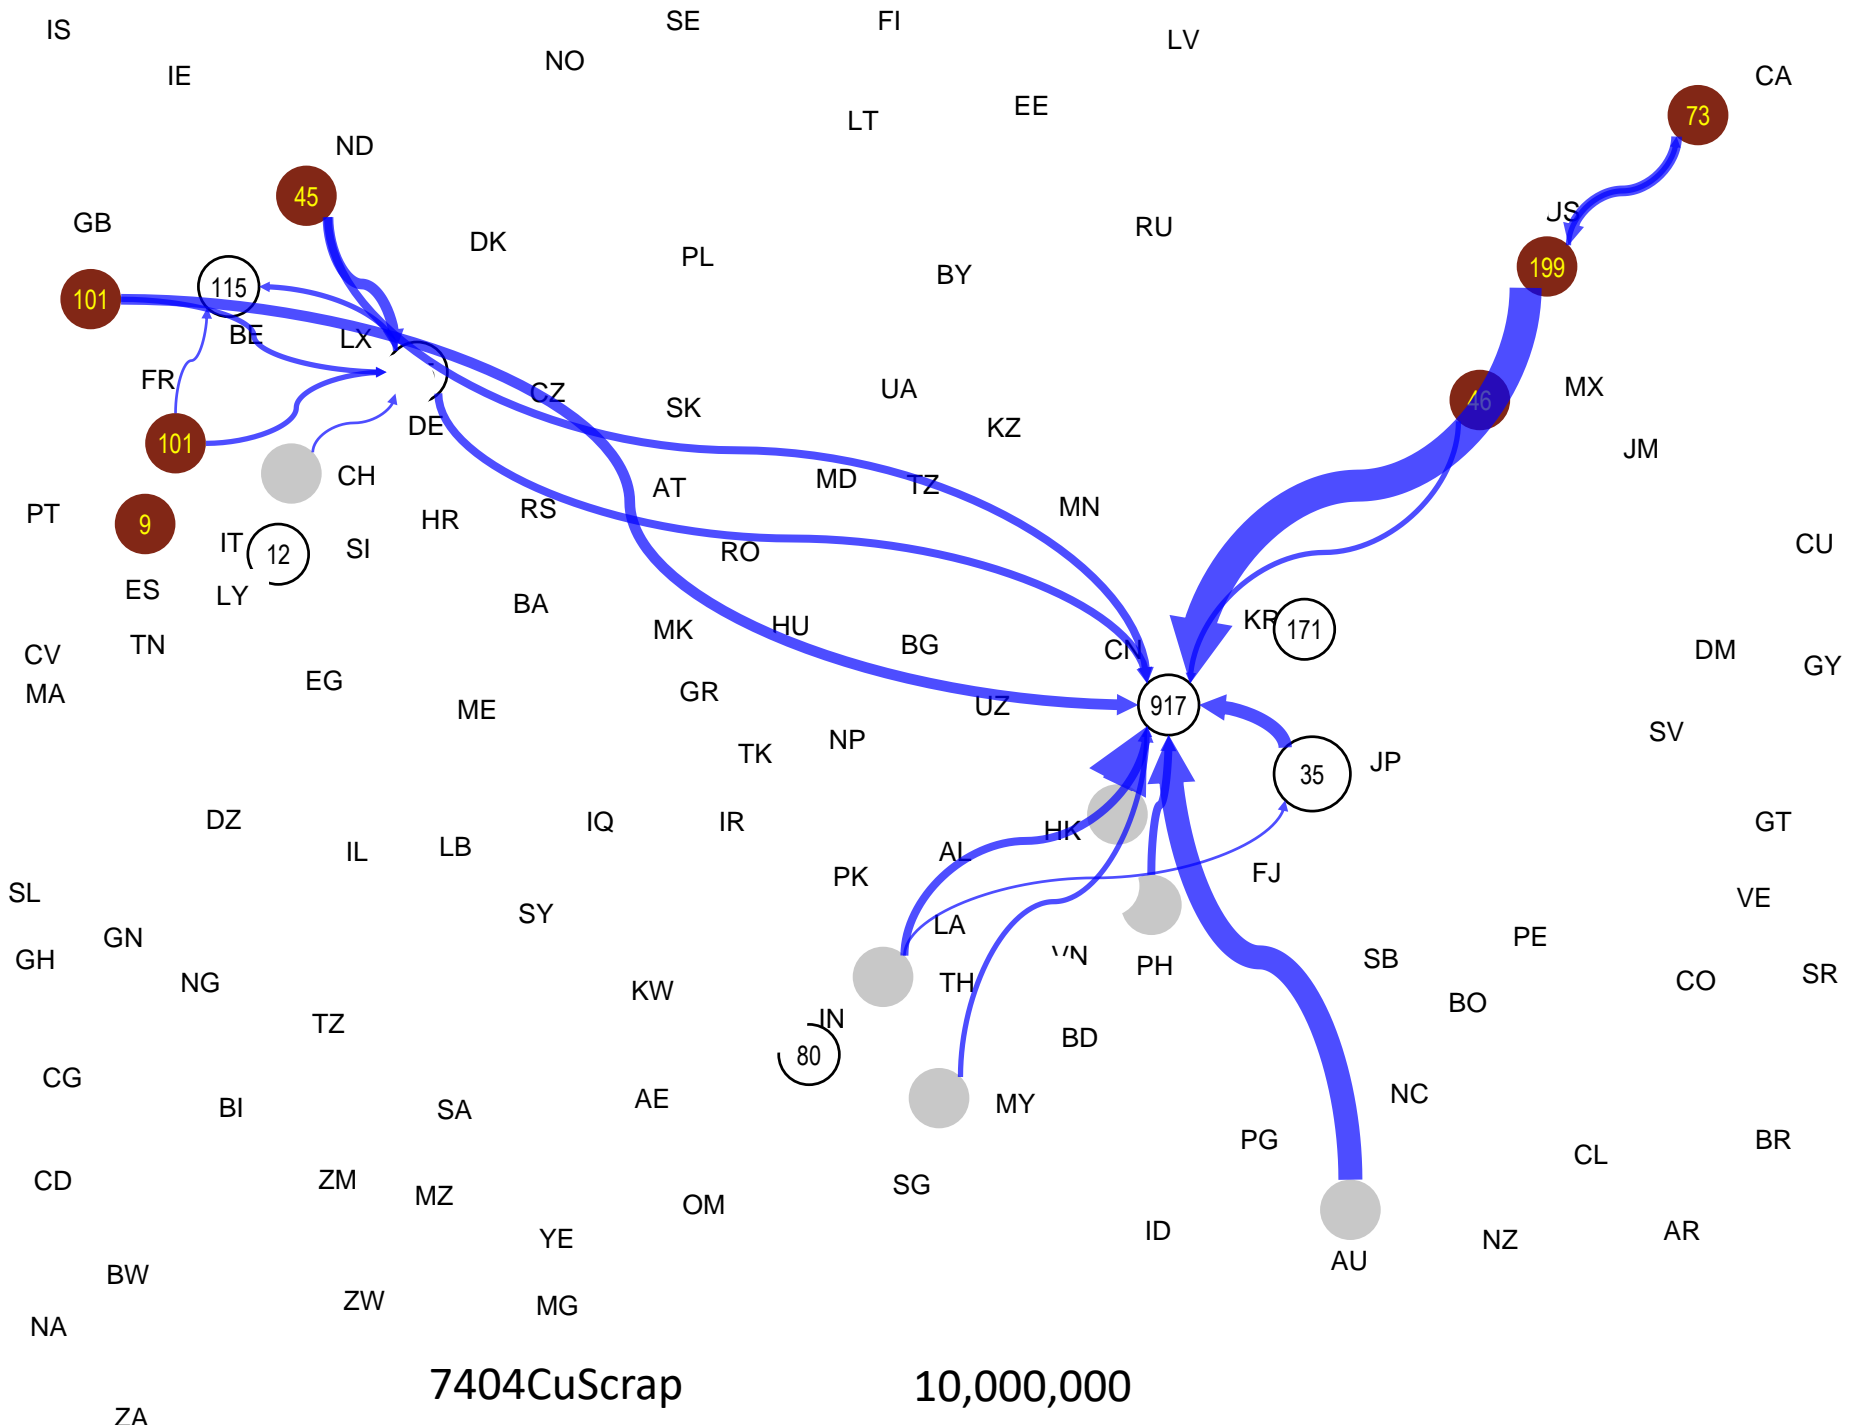 SE
FI
IS
LV
NO
IE
CA
EE
73
LT
ND
45
JS
GB
RU
DK
PL
199
BY
115
101
BE
LX
FR
MX
UA
CZ
46
SK
DE
KZ
101
JM
CH
MD
TZ
AT
MN
RS
PT
HR
9
IT
12
SI
CU
RO
ES
LY
BA
KR
171
HU
MK
TN
BG
CN
DM
CV
GY
EG
MA
GR
917
UZ
ME
SV
NP
TK
JP
35
DZ
IQ
IR
GT
HK
LB
IL
AL
FJ
PK
SL
VE
SY
LA
GN
PE
VN
GH
SB
PH
SR
NG
TH
CO
KW
BO
IN
TZ
BD
80
CG
NC
AE
MY
BI
SA
PG
BR
CL
CD
ZM
SG
MZ
OM
ID
AR
YE
NZ
AU
BW
ZW
MG
NA
7404CuScrap
10,000,000
ZA